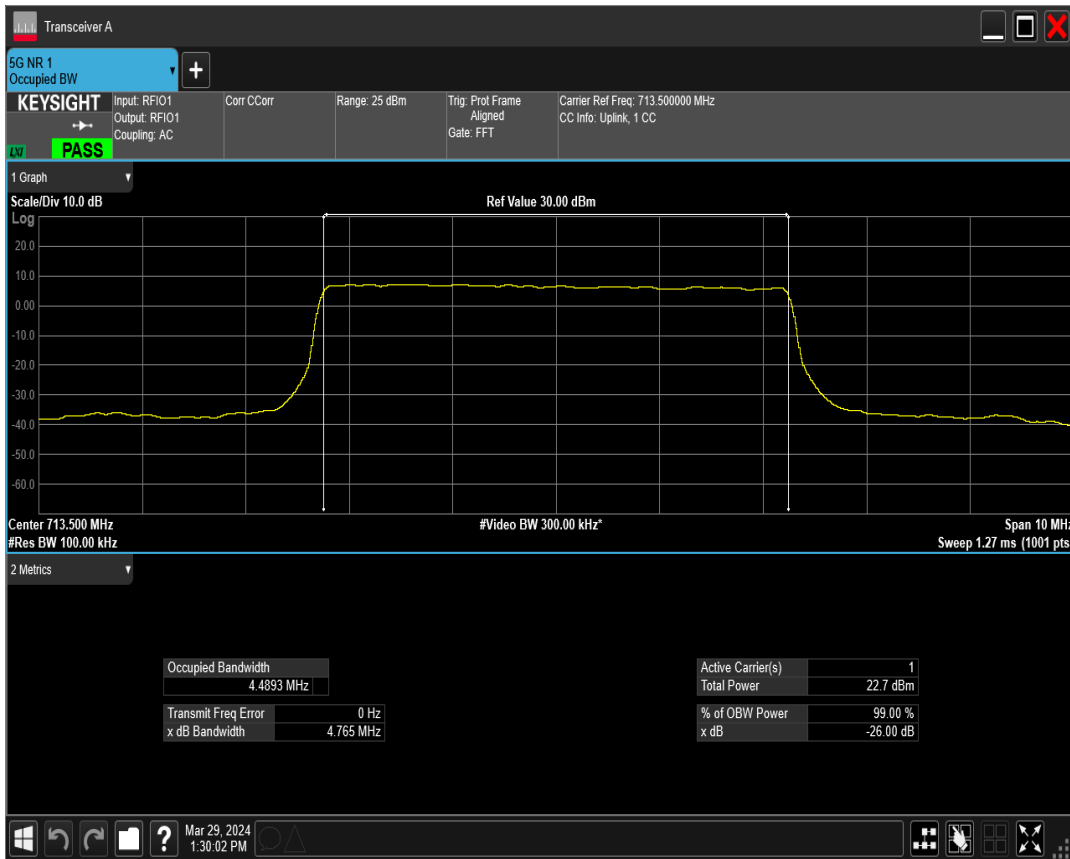 Transceiver A
5G NR 1
Occupied BW
+
KEYSIGHT
LXI
PASS
Input: RFIO1
Output: RFIO1
Coupling: AC
Corr CCorr
Range: 25 dBm
Trig: Prot Frame
Aligned
Gate: FFT
Carrier Ref Freq: 713.500000 MHz
CC Info: Uplink, 1 CC
1 Graph
Scale/Div 10.0 dB
Ref Value 30.00 dBm
Log
20.0
10.0
0.00
-10.0
-20.0
-30.0
-40.0
-50.0
-60.0
Center 713.500 MHz
#Video BW 300.00 kHz*
Span 10 MHz
#Res BW 100.00 kHz
Sweep 1.27 ms (1001 pts
2 Metrics
Occupied Bandwidth
4.4893 MHz
Transmit Freq Error 0 Hz
x dB Bandwidth 4.765 MHz
Active Carrier(s) 1
Total Power 22.7 dBm
% of OBW Power 99.00 %
x dB -26.00 dB
?
Mar 29, 2024
1:30:02 PM